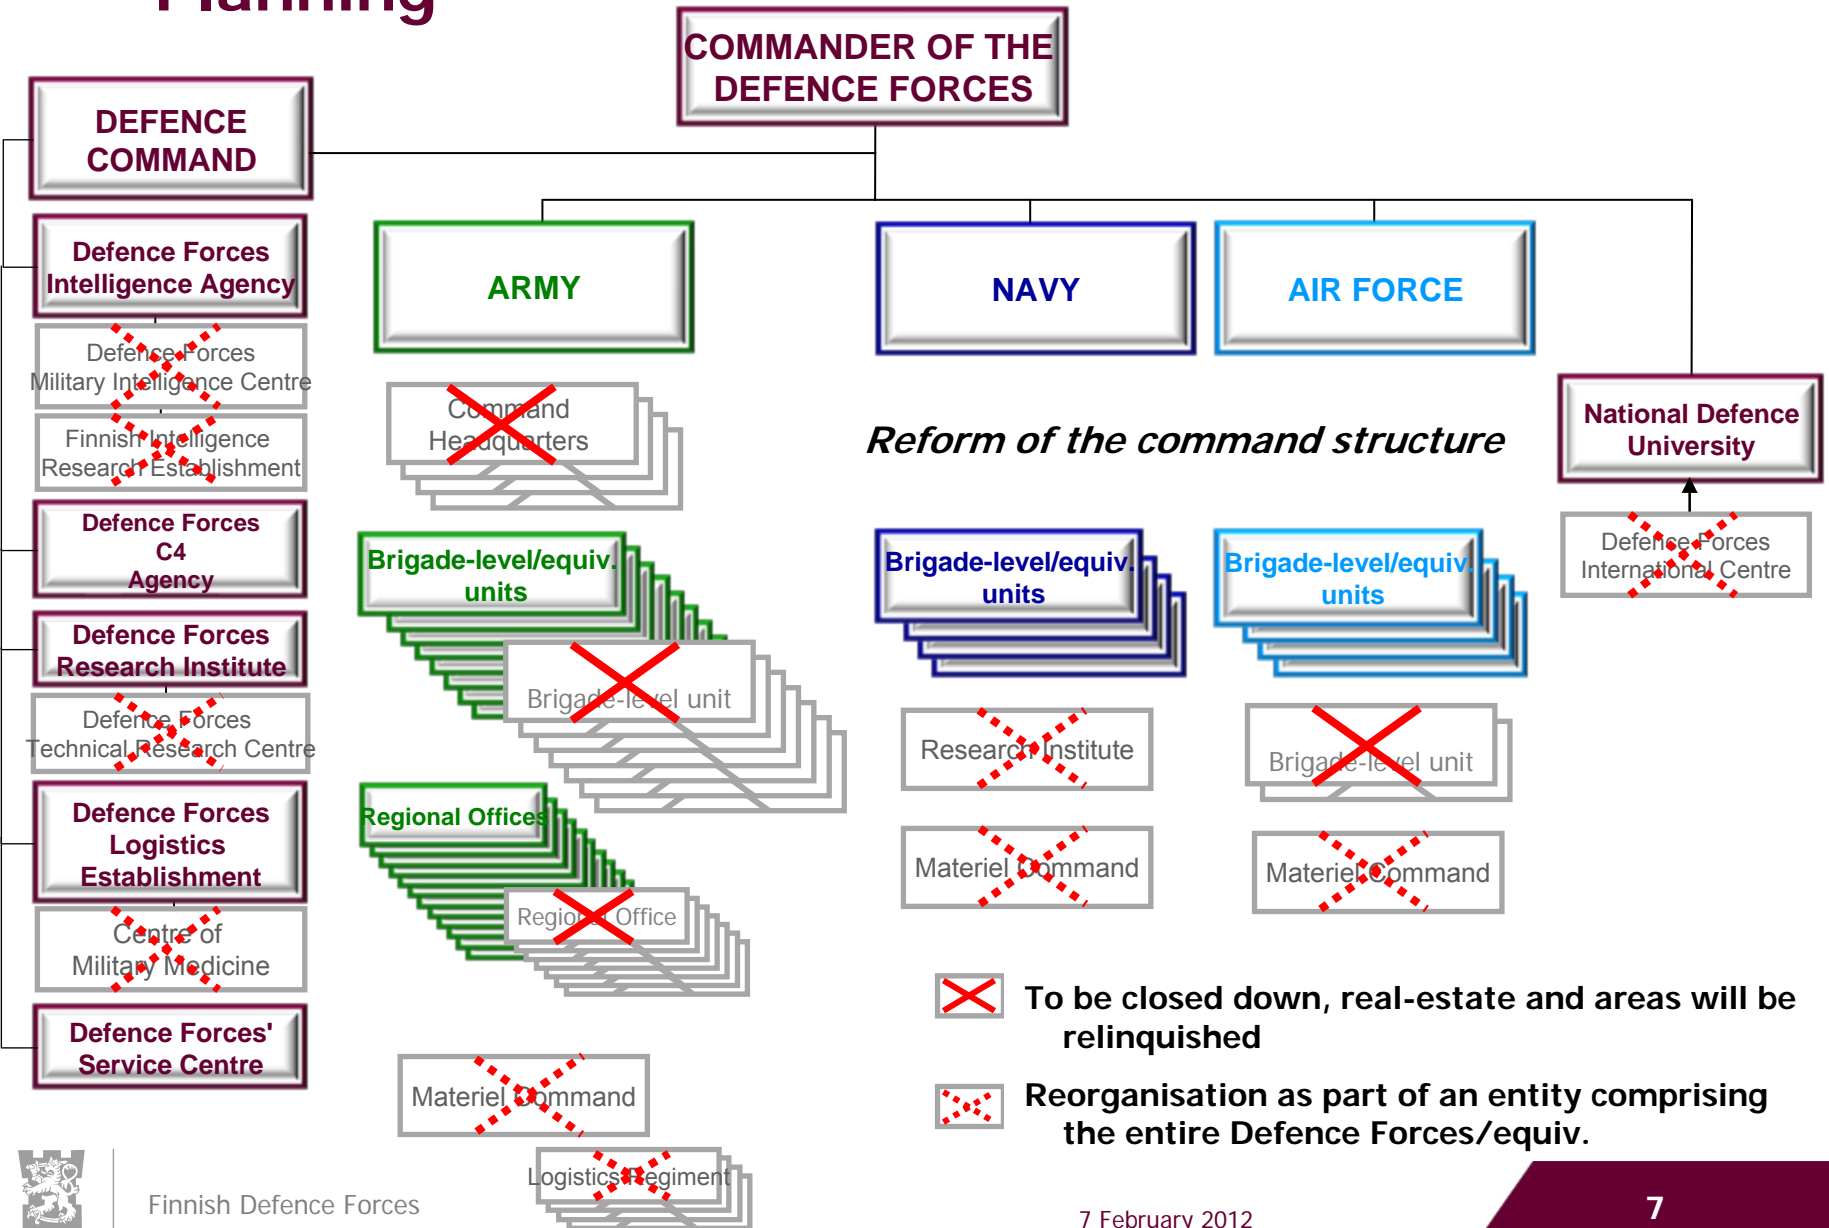 Planning
COMMANDER OF THE
DEFENCE FORCES
DEFENCE
COMMAND
Defence Forces
Intelligence Agency
Defence Forces
Military Intelligence Centre
Finnish Intelligence
Research Establishment
Defence Forces
C4
Agency
Defence Forces
Research Institute
Defence Forces
Technical Research Centre
Defence Forces
Logistics
Establishment
Centre of
Military Medicine
Defence Forces'
Service Centre
ARMY
Command
Headquarters
Brigade-level/equiv.
units
Brigade-level unit
Regional Offices
Regional Office
Materiel Command
Logistics Regiment
NAVY
AIR FORCE
Reform of the command structure
Brigade-level/equiv.
units
Research Institute
Materiel Command
Brigade-level/equiv.
units
Brigade-level unit
Materiel Command
National Defence
University
Defence Forces
International Centre
To be closed down, real-estate and areas will be
relinquished
Reorganisation as part of an entity comprising
the entire Defence Forces/equiv.
Finnish Defence Forces
7 February 2012
7